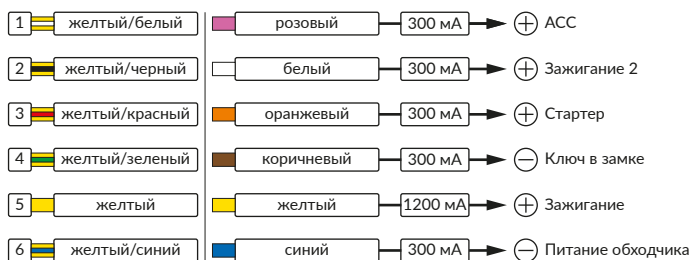 1 желтый/белый розовый 300 мА АСС
2 желтый/черный белый 300 мА Зажигание 2
3 желтый/красный оранжевый 300 мА Стартер
4 желтый/зеленый коричневый 300 мА Ключ в замке
5 желтый желтый 1200 мА Зажигание
6 желтый/синий синий 300 мА Питание обходчика